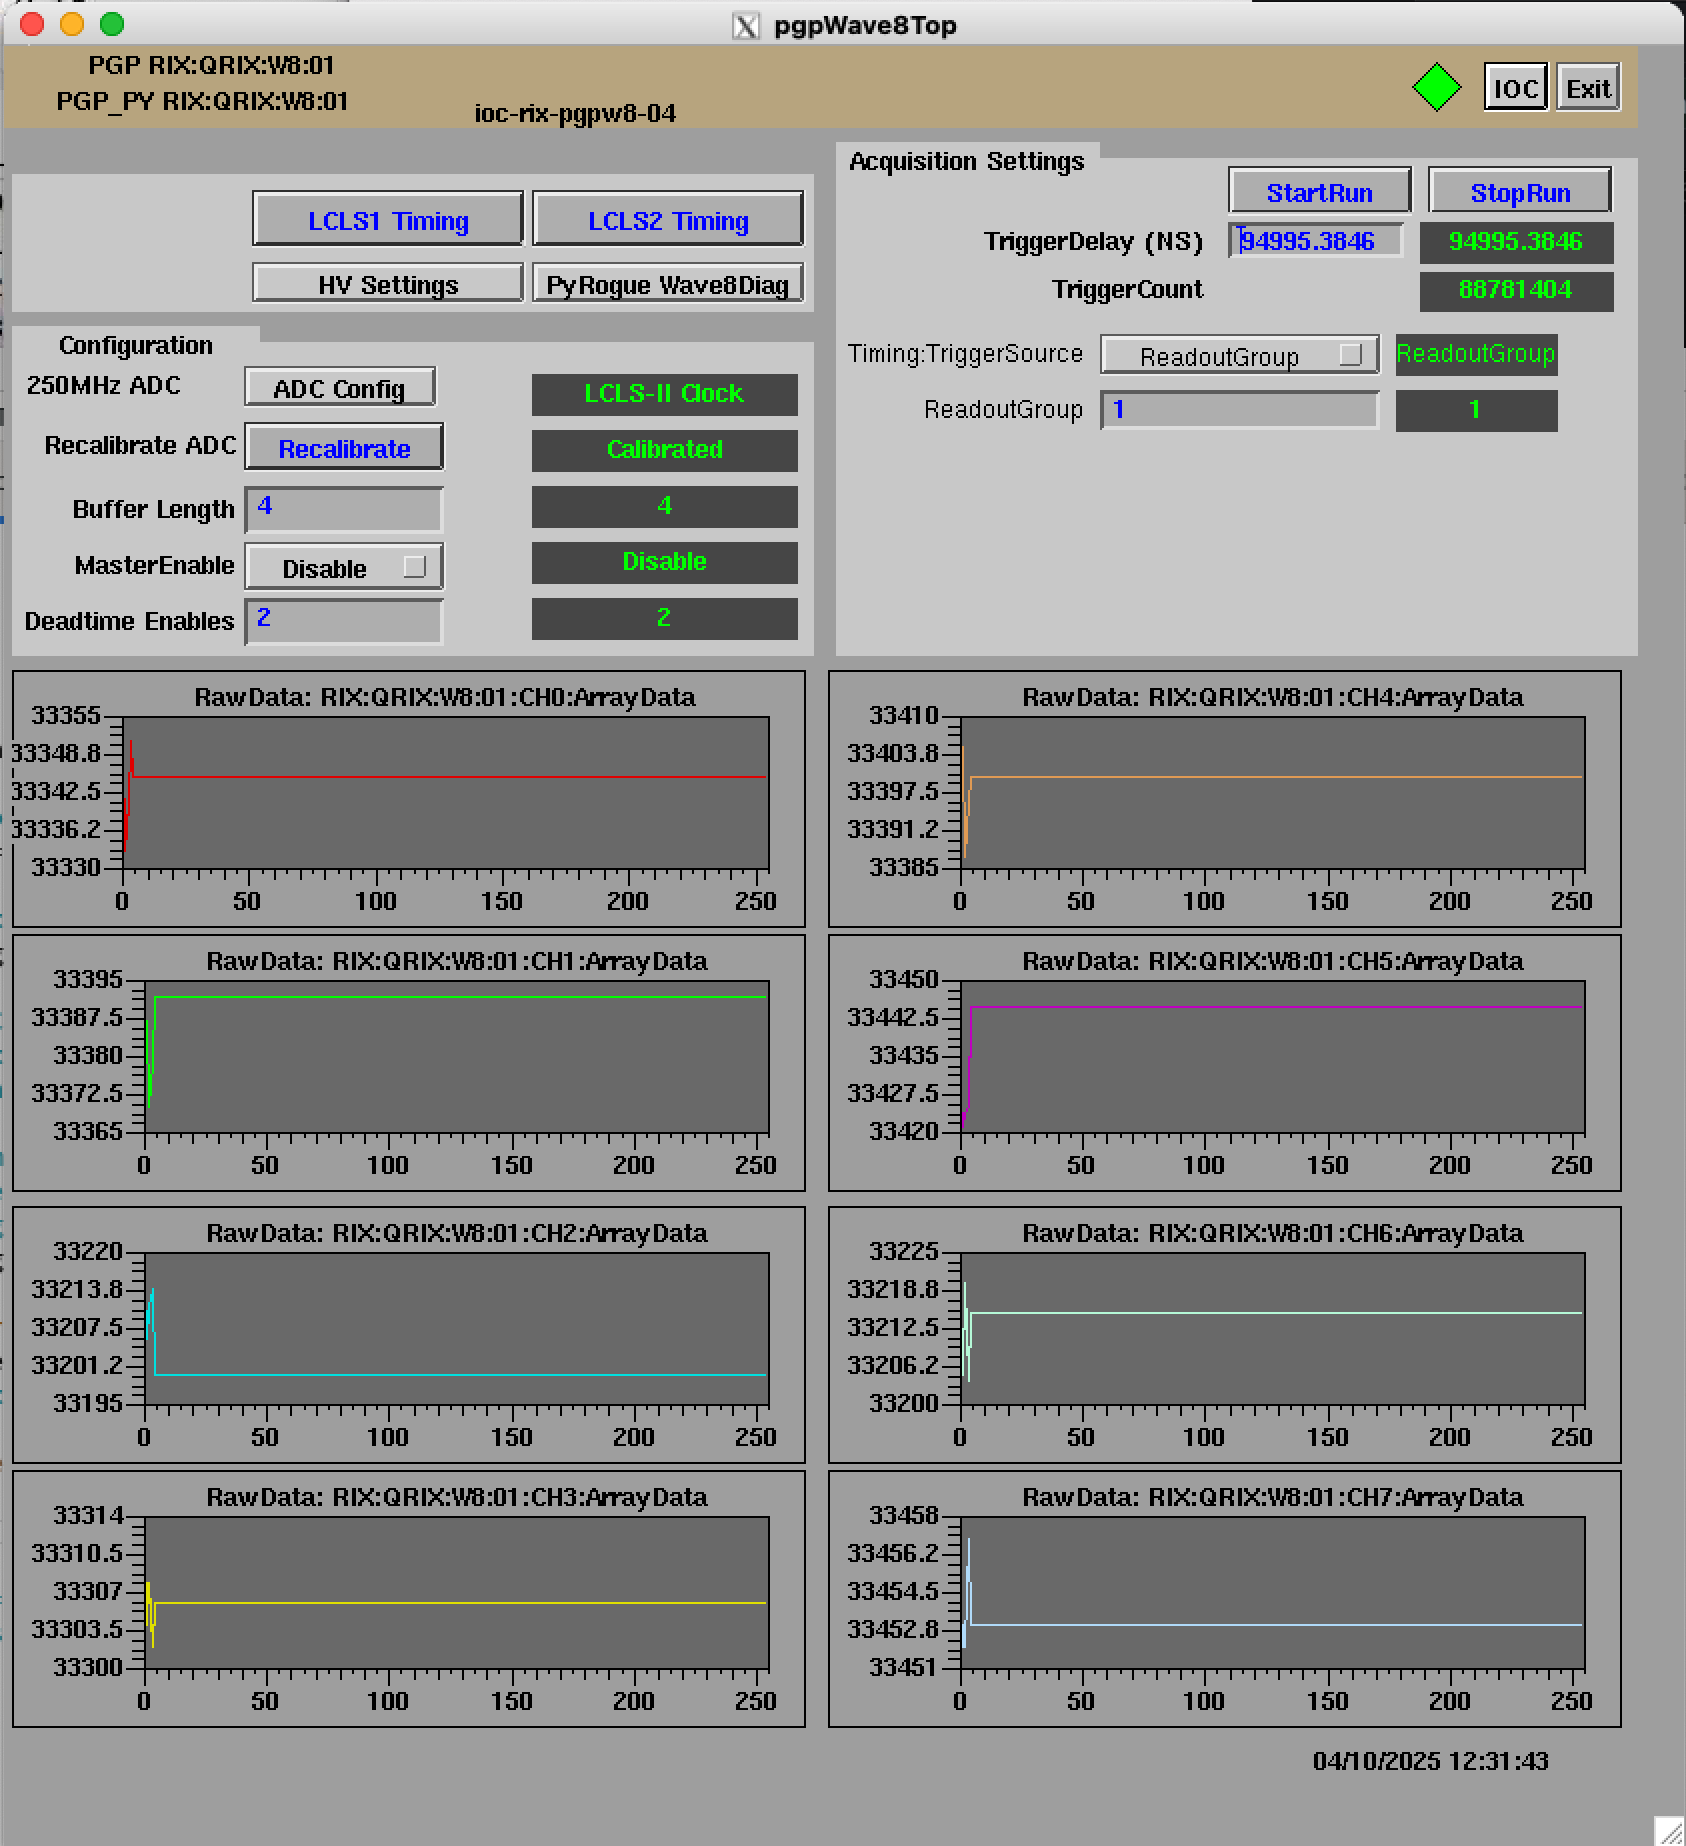 pgpWave8Top
PGP RIX:QRIX:W8:01
PGP_PY RIX:QRIX:W8:01
ioc-rix-pgpw8-04
IOC Exit
LCLS1 Timing LCLS2 Timing
HV Settings PyRogue Wave8Diag
Configuration
250MHz ADC ADC Config LCLS-II Clock
Recalibrate ADC Recalibrate Calibrated
Buffer Length 4 4
MasterEnable Disable Disable
Deadtime Enables 2 2
Acquisition Settings
StartRun StopRun
TriggerDelay (NS) 94995.3846 94995.3846
TriggerCount 88781404
Timing:TriggerSource ReadoutGroup ReadoutGroup
ReadoutGroup 1 1
RawData: RIX:QRIX:W8:01:CH0:ArrayData
33355
33348.8
33342.5
33336.2
33330
0 50 100 150 200 250
RawData: RIX:QRIX:W8:01:CH4:ArrayData
33410
33403.8
33397.5
33391.2
33385
0 50 100 150 200 250
RawData: RIX:QRIX:W8:01:CH1:ArrayData
33395
33387.5
33380
33372.5
33365
0 50 100 150 200 250
RawData: RIX:QRIX:W8:01:CH5:ArrayData
33450
33442.5
33435
33427.5
33420
0 50 100 150 200 250
RawData: RIX:QRIX:W8:01:CH2:ArrayData
33220
33213.8
33207.5
33201.2
33195
0 50 100 150 200 250
RawData: RIX:QRIX:W8:01:CH6:ArrayData
33225
33218.8
33212.5
33206.2
33200
0 50 100 150 200 250
RawData: RIX:QRIX:W8:01:CH3:ArrayData
33314
33310.5
33307
33303.5
33300
0 50 100 150 200 250
RawData: RIX:QRIX:W8:01:CH7:ArrayData
33458
33456.2
33454.5
33452.8
33451
0 50 100 150 200 250
04/10/2025 12:31:43